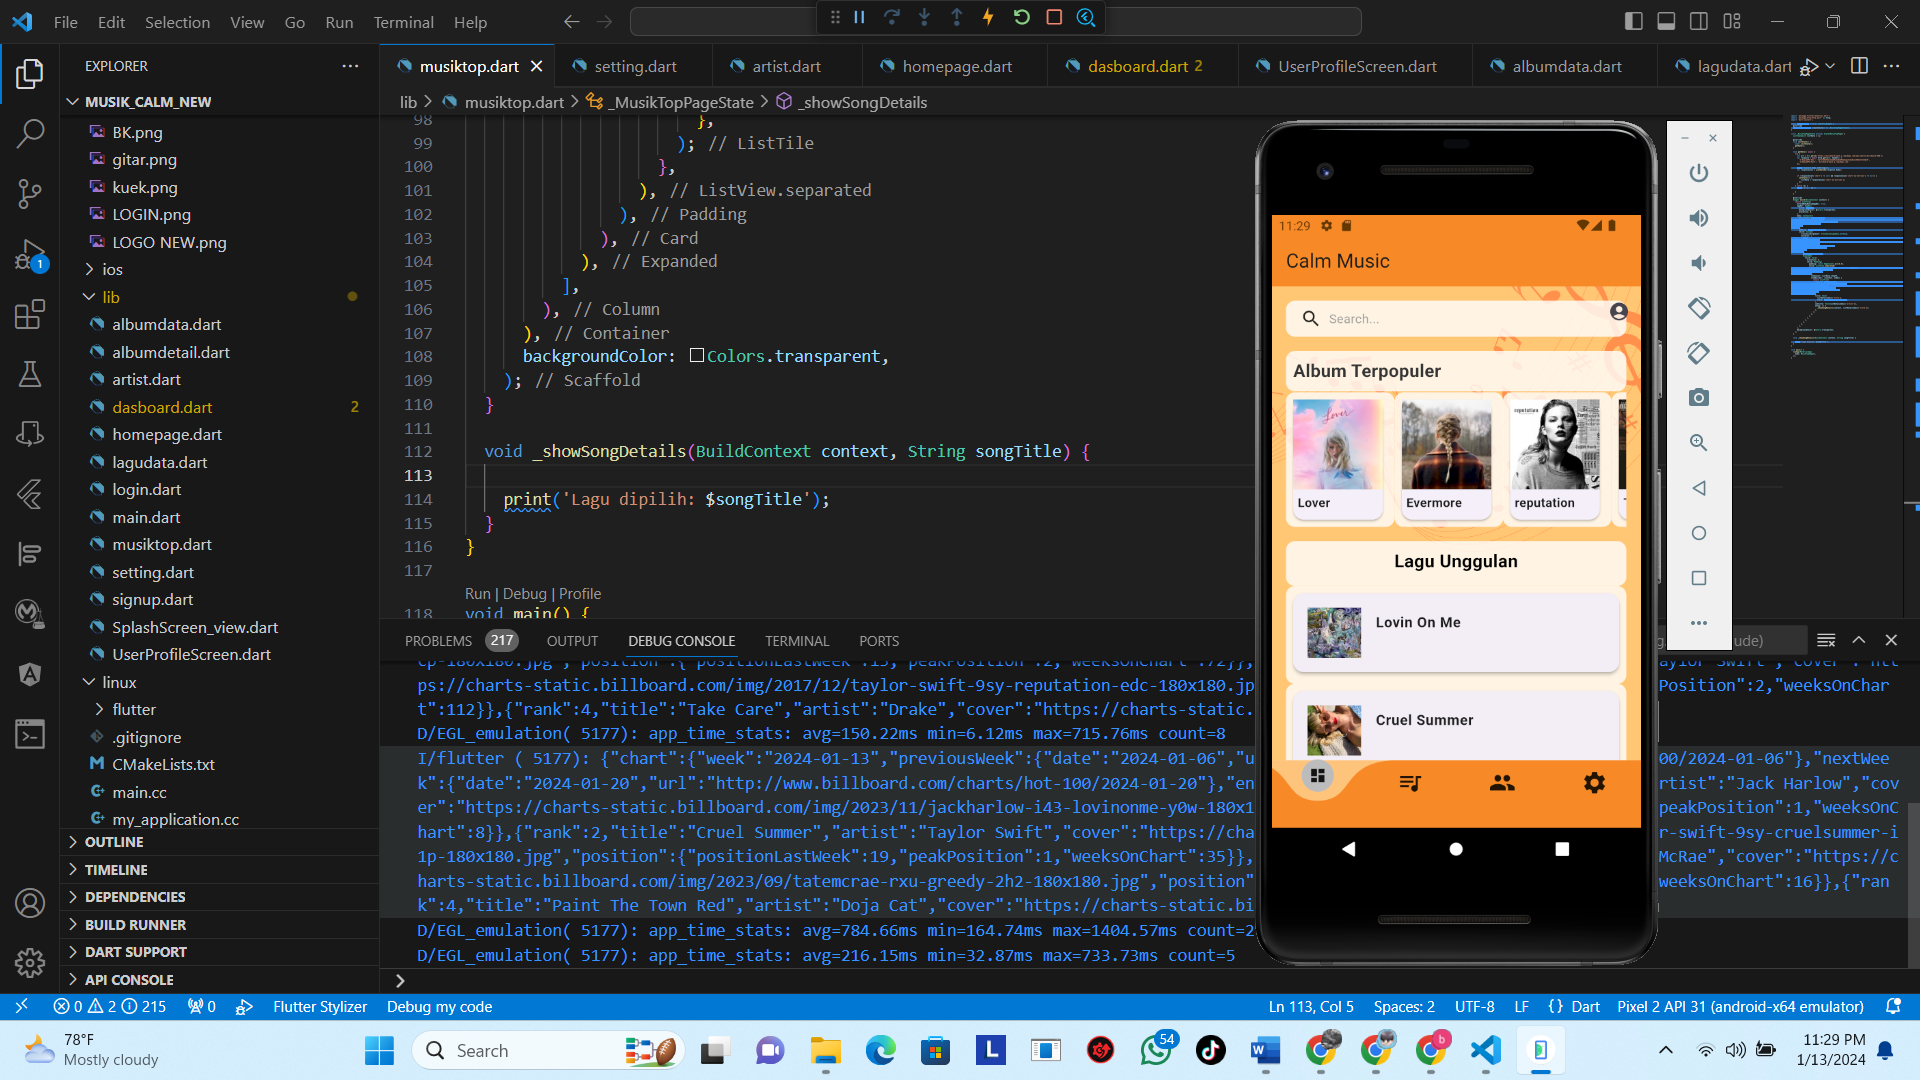 File Edit Selection View Go Run Terminal Help
EXPLORER
MUSIK_CALM_NEW
BK.png
gitar.png
kuek.png
LOGIN.png
LOGO NEW.png
ios
lib
albumdata.dart
albumdetail.dart
artist.dart
dasboard.dart 2
homepage.dart
lagudata.dart
login.dart
main.dart
musiktop.dart
setting.dart
signup.dart
SplashScreen_view.dart
UserProfileScreen.dart
linux
flutter
.gitignore
CMakeLists.txt
main.cc
my_application.cc
OUTLINE
TIMELINE
DEPENDENCIES
BUILD RUNNER
DART SUPPORT
API CONSOLE
1
musiktop.dart setting.dart artist.dart homepage.dart dasboard.dart 2 UserProfileScreen.dart albumdata.dart lagudata.dart
lib > musiktop.dart > _MusikTopPageState > _showSongDetails
98 },
99 ); // ListTile
100 },
101 ), // ListView.separated
102 ), // Padding
103 ), // Card
104 ), // Expanded
105 ],
106 ), // Column
107 ), // Container
108 backgroundColor: Colors.transparent,
109 ); // Scaffold
110 }
111
112 void _showSongDetails(BuildContext context, String songTitle) {
113
114 print('Lagu dipilih: $songTitle');
115 }
116 }
117
Run | Debug | Profile
118 void main() {
PROBLEMS 217 OUTPUT DEBUG CONSOLE TERMINAL PORTS ude)
cp-180x180.jpg","position":{"positionLastWeek":15,"peakPosition":2,"weeksOnChart":72}}, aylor Swift","cover":"htt
ps://charts-static.billboard.com/img/2017/12/taylor-swift-9sy-reputation-edc-180x180.jp Position":2,"weeksOnChar
t":112}},{"rank":4,"title":"Take Care","artist":"Drake","cover":"https://charts-static.
D/EGL_emulation( 5177): app_time_stats: avg=150.22ms min=6.12ms max=715.76ms count=8
I/flutter ( 5177): {"chart":{"week":"2024-01-13","previousWeek":{"date":"2024-01-06","u 00/2024-01-06"},"nextWee
k":{"date":"2024-01-20","url":"http://www.billboard.com/charts/hot-100/2024-01-20"},"en rtist":"Jack Harlow","cov
er":"https://charts-static.billboard.com/img/2023/11/jackharlow-i43-lovinonme-y0w-180x1 peakPosition":1,"weeksOnC
hart":8}},{"rank":2,"title":"Cruel Summer","artist":"Taylor Swift","cover":"https://cha r-swift-9sy-cruelsummer-i
1p-180x180.jpg","position":{"positionLastWeek":19,"peakPosition":1,"weeksOnChart":35}}, McRae","cover":"https://c
harts-static.billboard.com/img/2023/09/tatemcrae-rxu-greedy-2h2-180x180.jpg","position" weeksOnChart":16}},{"ran
k":4,"title":"Paint The Town Red","artist":"Doja Cat","cover":"https://charts-static.bi
D/EGL_emulation( 5177): app_time_stats: avg=784.66ms min=164.74ms max=1404.57ms count=2
D/EGL_emulation( 5177): app_time_stats: avg=216.15ms min=32.87ms max=733.73ms count=5
11:29
Calm Music
Search...
Album Terpopuler
Lover
reputation
Lover Evermore reputation
Lagu Unggulan
Lovin On Me
Cruel Summer
0 2 215 0 Flutter Stylizer Debug my code Ln 113, Col 5 Spaces: 2 UTF-8 LF {} Dart Pixel 2 API 31 (android-x64 emulator)
78°F
Mostly cloudy
Search
L
54
W
b
11:29 PM
1/13/2024